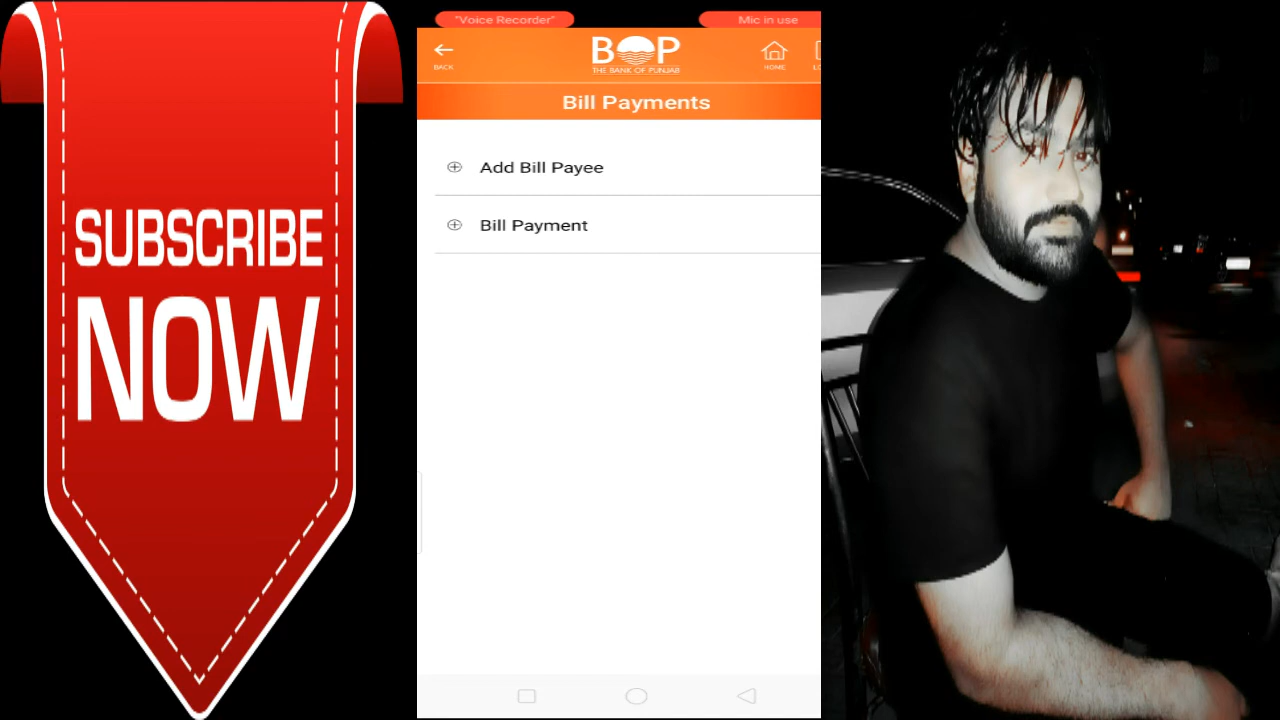 SUBSCRIBE
NOW
"Voice Recorder"
Mic in use
BACK
BOP
THE BANK OF PUNJAB
HOME
Bill Payments
Add Bill Payee
Bill Payment